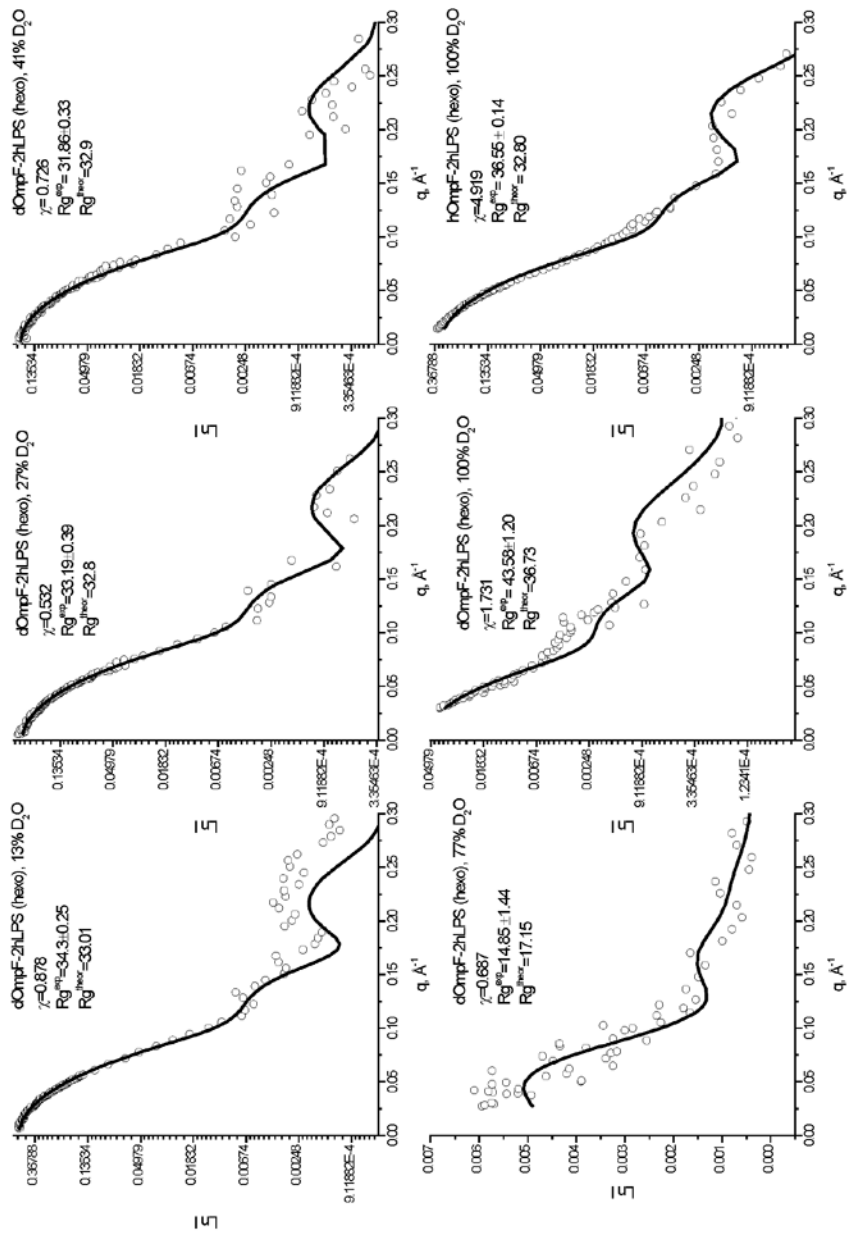 dOmpF-2hLPS (hexo), 13% D₂O
χ=0.878
Rg^exp=34.3±0.25
Rg^theor=33.01
0.36788
0.13534
0.04979
0.01832
0.00674
0.00248
9.11882E-4
0.00 0.05 0.10 0.15 0.20 0.25 0.30
q, Å⁻¹
dOmpF-2hLPS (hexo), 27% D₂O
χ=0.532
Rg^exp=33.19±0.39
Rg^theor=32.8
0.13534
0.04979
0.01832
0.00674
0.00248
9.11882E-4
3.35463E-4
0.00 0.05 0.10 0.15 0.20 0.25 0.30
q, Å⁻¹
dOmpF-2hLPS (hexo), 41% D₂O
χ= 0.726
Rg^exp= 31.86±0.33
Rg^theor=32.9
0.13534
0.04979
0.01832
0.00674
0.00248
9.11882E-4
3.35463E-4
0.00 0.05 0.10 0.15 0.20 0.25 0.30
q, Å⁻¹
dOmpF-2hLPS (hexo), 77% D₂O
χ=0.687
Rg^exp=14.85±1.44
Rg^theor=17.15
0.007
0.006
0.005
0.004
0.003
0.002
0.001
0.000
0.00 0.05 0.10 0.15 0.20 0.25 0.30
q, Å⁻¹
dOmpF-2hLPS (hexo), 100% D₂O
χ=1.731
Rg^exp= 43.58±1.20
Rg^theor=36.73
0.04979
0.01832
0.00674
0.00248
9.11882E-4
3.35463E-4
1.2341E-4
0.00 0.05 0.10 0.15 0.20 0.25 0.30
q, Å⁻¹
hOmpF-2hLPS (hexo), 100% D₂O
χ=4.919
Rg^exp= 36.55± 0.14
Rg^theor= 32.80
0.36788
0.13534
0.04979
0.01832
0.00674
0.00248
9.11882E-4
0.00 0.05 0.10 0.15 0.20 0.25 0.30
q, Å⁻¹